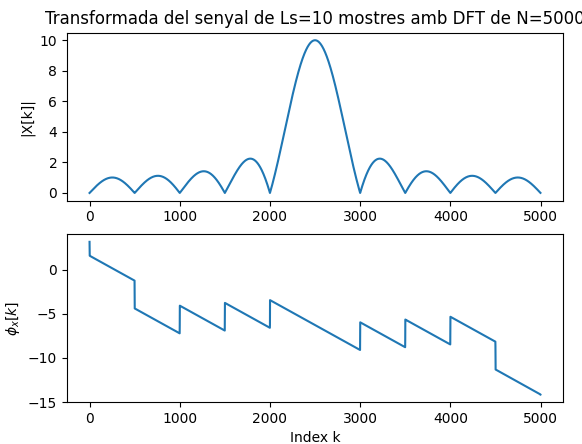 Transformada del senyal de Ls=10 mostres amb DFT de N=5000
|X[k]|
10
8
6
4
2
0
0 1000 2000 3000 4000 5000
ϕx[k]
0
−5
−10
−15
0 1000 2000 3000 4000 5000
Index k